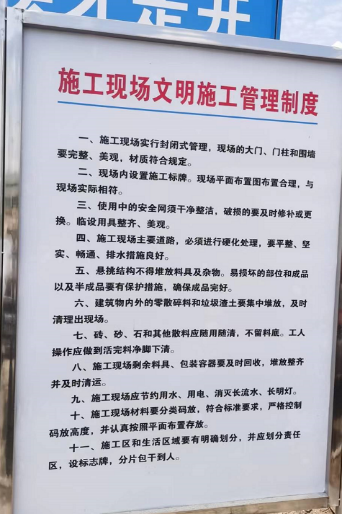 施工现场文明施工管理制度
一、施工现场实行封闭式管理，现场的大门、门柱和围墙
要完整、美观，材质符合规定。
二、现场内设置施工标牌。现场平面布置图布置合理，与
现场实际相符。
三、使用中的安全网须干净整洁，破损的要及时修补或更
换。临设用具整齐、美观。
四、施工现场主要道路，必须进行硬化处理，要平整、坚
实、畅通、排水措施良好。
五、悬挑结构不得堆放料具及杂物。易损坏的部位和成品
以及半成品要有保护措施，确保成品完好。
六、建筑物内外的零散碎料和垃圾渣土要集中堆放，及时
清理出现场。
七、砖、砂、石和其他散料应随用随清，不留料底。工人
操作应做到活完料净脚下清。
八、施工现场剩余料具、包装容器要及时回收，堆放整齐
并及时清运。
九、施工现场应节约用水、用电、消灭长流水、长明灯。
十、施工现场材料要分类码放，符合标准要求，严格控制
码放高度，并认真按照平面布置存放。
十一、施工区和生活区域要有明确划分，并应划分责任
区，设标志牌，分片包干到人。